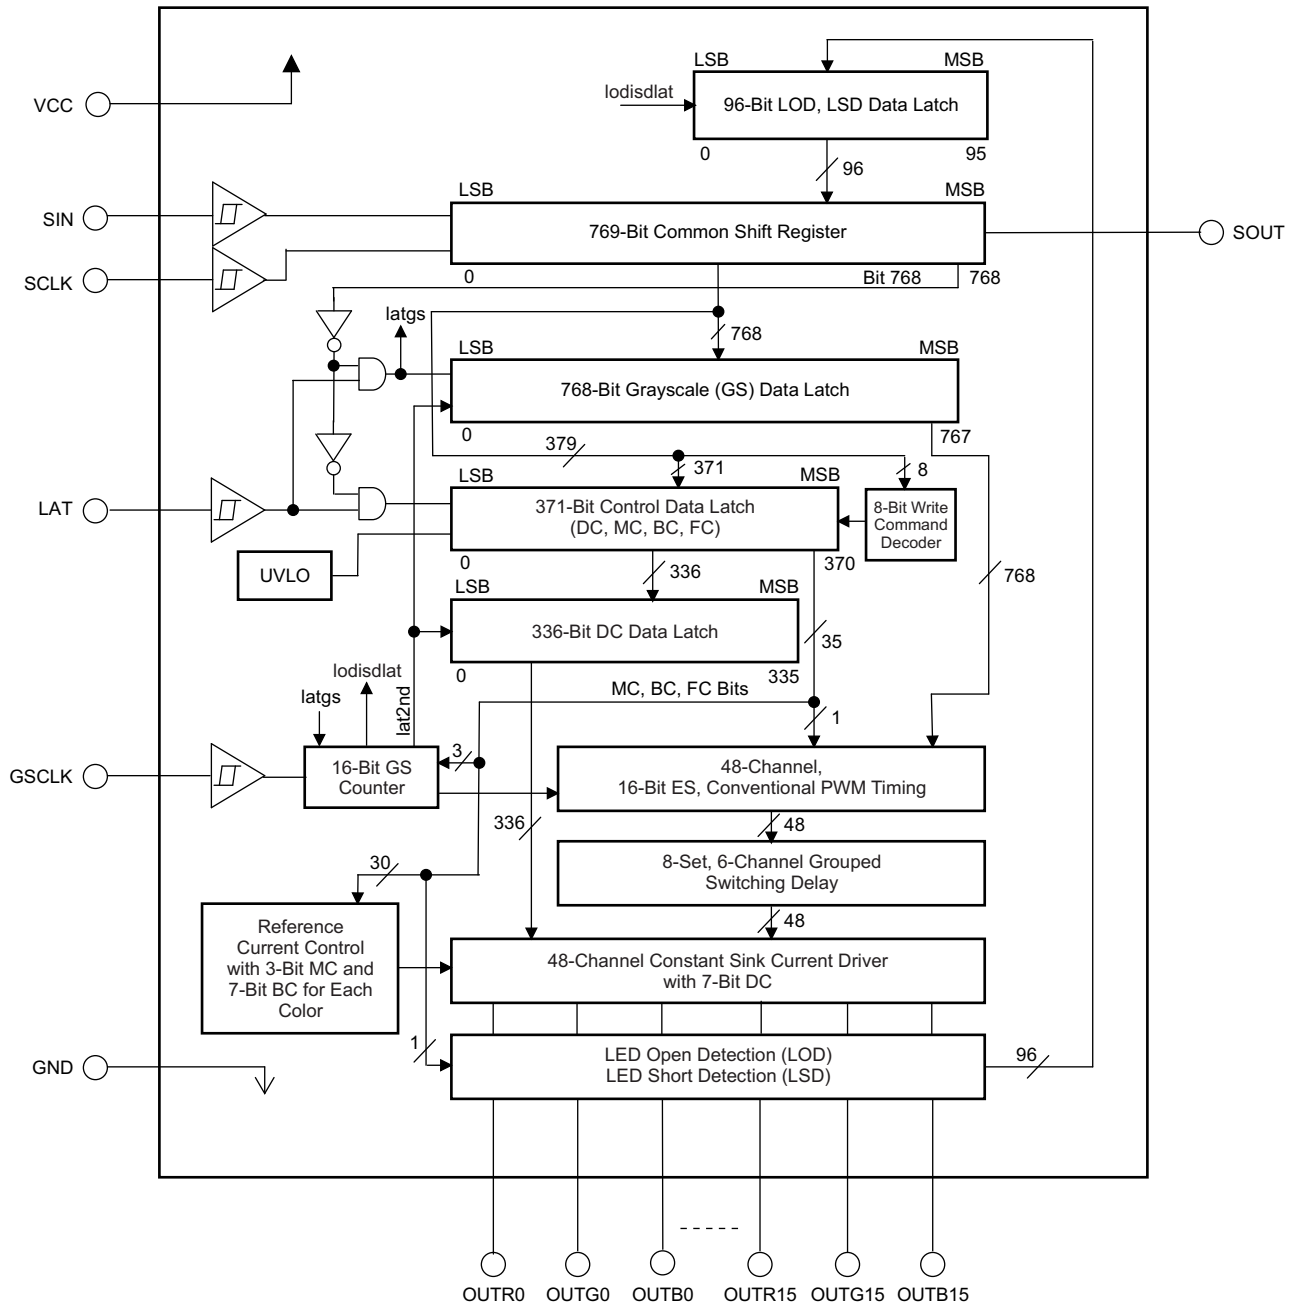 LSB MSB
VCC
lodisdlat
96-Bit LOD, LSD Data Latch
0 95
96
LSB MSB
SIN
769-Bit Common Shift Register
SOUT
SCLK
0 Bit 768 768
latgs
768
LSB MSB
768-Bit Grayscale (GS) Data Latch
0 767
379
371
8
LSB MSB
LAT
371-Bit Control Data Latch
(DC, MC, BC, FC)
8-Bit Write
Command
Decoder
0 370
UVLO
336
768
LSB MSB
336-Bit DC Data Latch
35
0 335
lodisdlat
latgs
lat2nd
MC, BC, FC Bits
1
GSCLK
16-Bit GS
Counter
3
48-Channel,
16-Bit ES, Conventional PWM Timing
336
48
30
8-Set, 6-Channel Grouped
Switching Delay
48
Reference
Current Control
with 3-Bit MC and
7-Bit BC for Each
Color
48-Channel Constant Sink Current Driver
with 7-Bit DC
1
GND
LED Open Detection (LOD)
LED Short Detection (LSD)
96
OUTR0 OUTG0 OUTB0 OUTR15 OUTG15 OUTB15